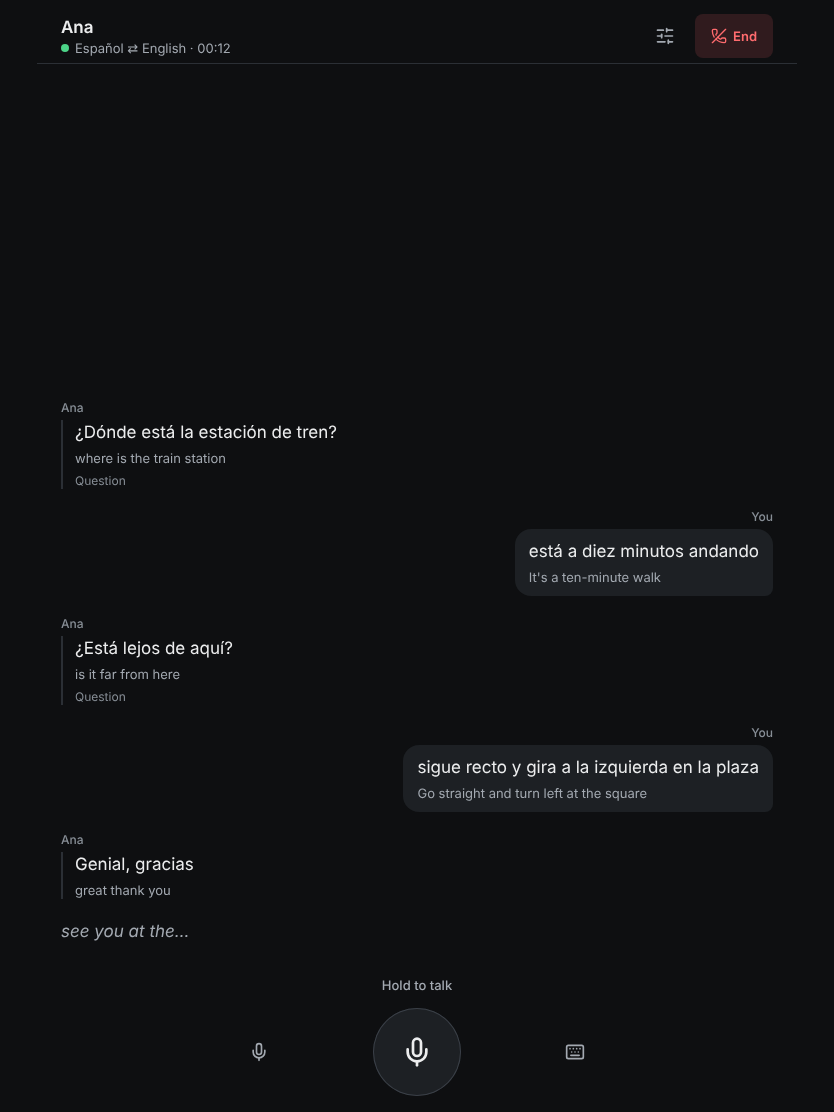 Ana
Español ⇄ English · 00:12
End
Ana
¿Dónde está la estación de tren?
where is the train station
Question
You
está a diez minutos andando
It's a ten-minute walk
Ana
¿Está lejos de aquí?
is it far from here
Question
You
sigue recto y gira a la izquierda en la plaza
Go straight and turn left at the square
Ana
Genial, gracias
great thank you
see you at the...
Hold to talk